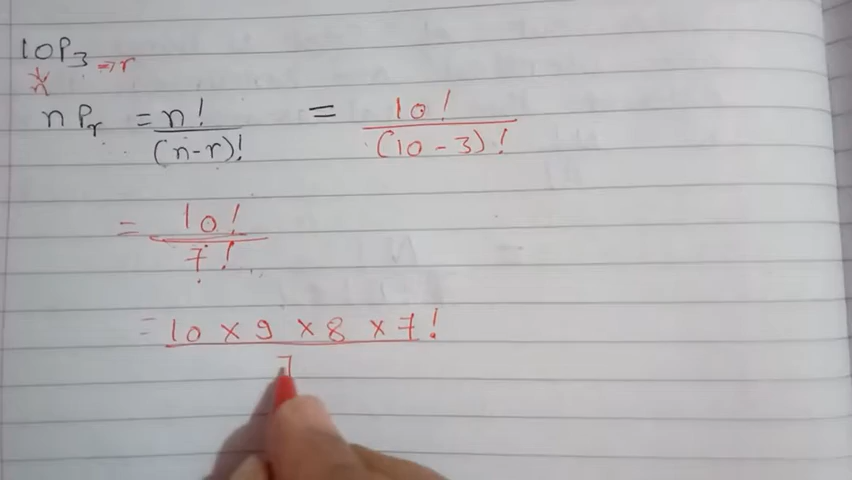 10P3 => r
n
nPr = n! / (n-r)! = 10! / (10-3)!
= 10! / 7!
= 10 × 9 × 8 × 7! / 7